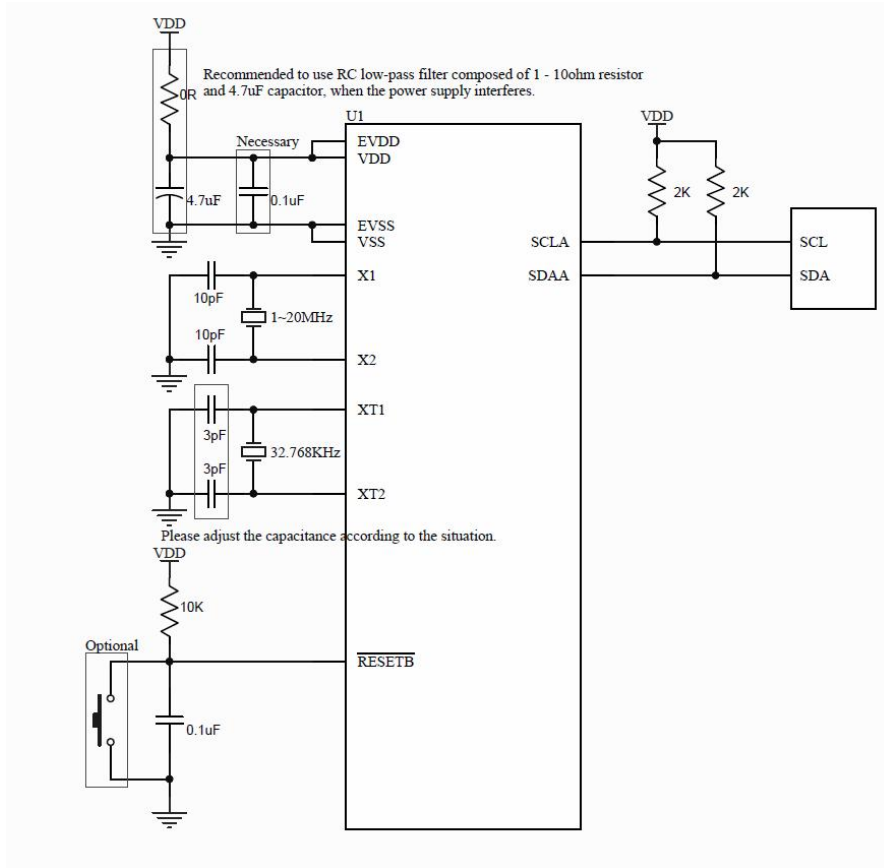 VDD
Recommended to use RC low-pass filter composed of 1 - 10ohm resistor
0R and 4.7uF capacitor, when the power supply interferes.
U1
VDD
Necessary
EVDD
VDD
4.7uF
0.1uF
2K
2K
EVSS
VSS
SCLA
SCL
X1
SDAA
SDA
10pF
1~20MHz
10pF
X2
XT1
3pF
32.768KHz
3pF
XT2
Please adjust the capacitance according to the situation.
VDD
10K
Optional
RESETB
0.1uF